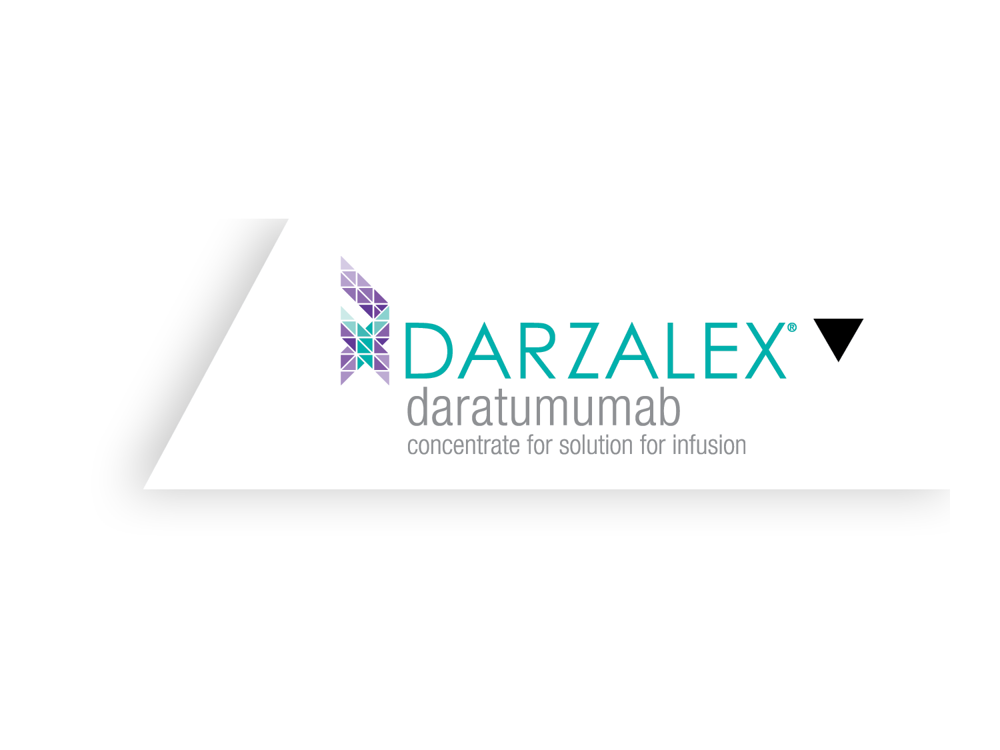 DARZALEX®
daratumumab
concentrate for solution for infusion